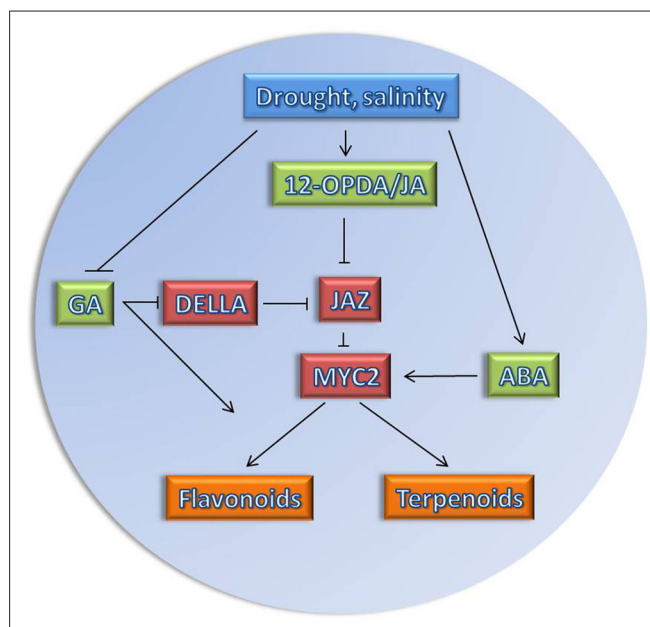 Drought, salinity
12-OPDA/JA
GA
DELLA
JAZ
MYC2
ABA
Flavonoids
Terpenoids